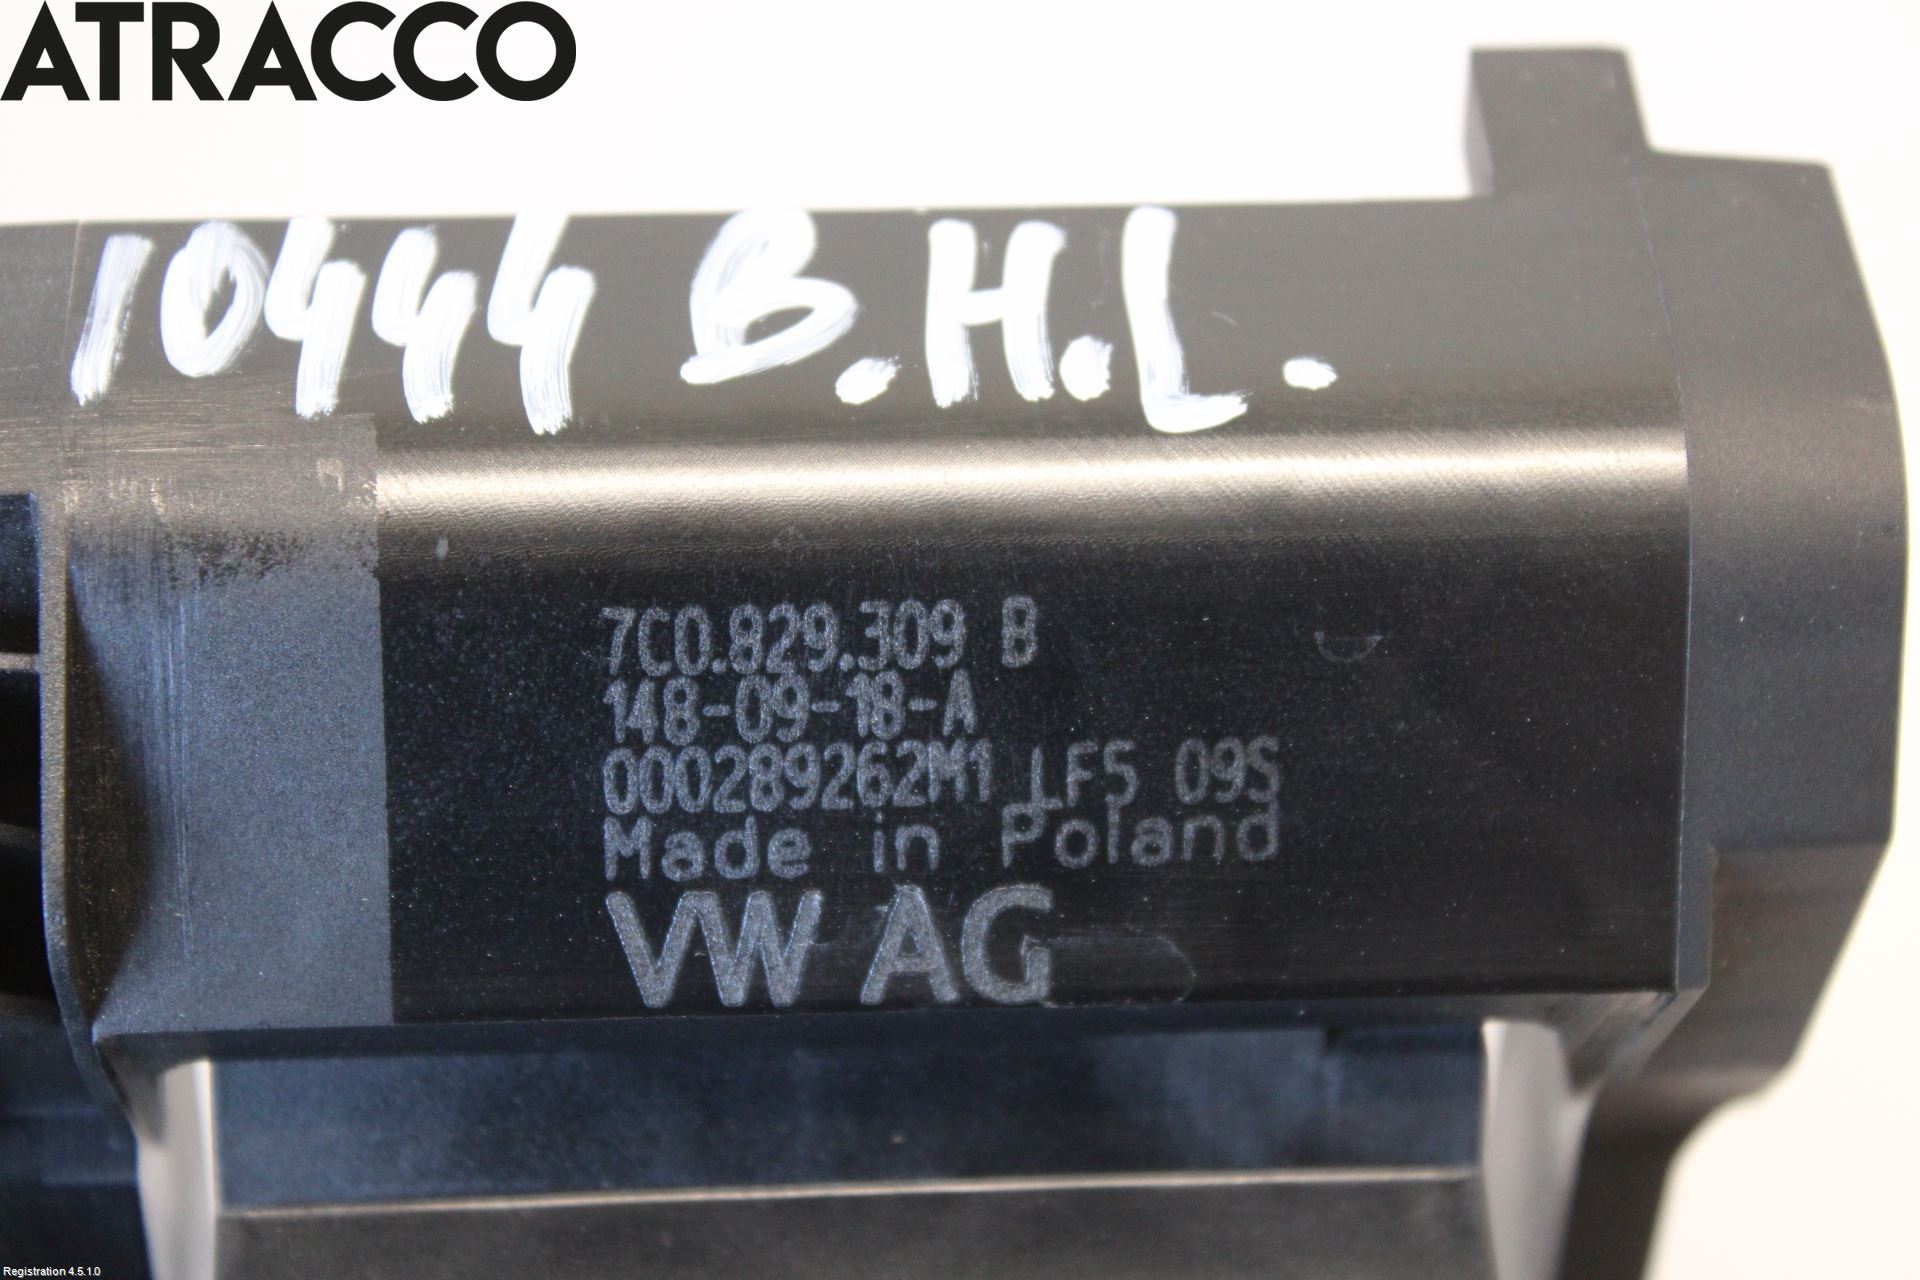 ATRACCO
10444 B.H.L.
7C0.829.309 B
148-09-18-A
000289262M1 LFS 09S
Made in Poland
VW AG
Registration 4.5.1.0